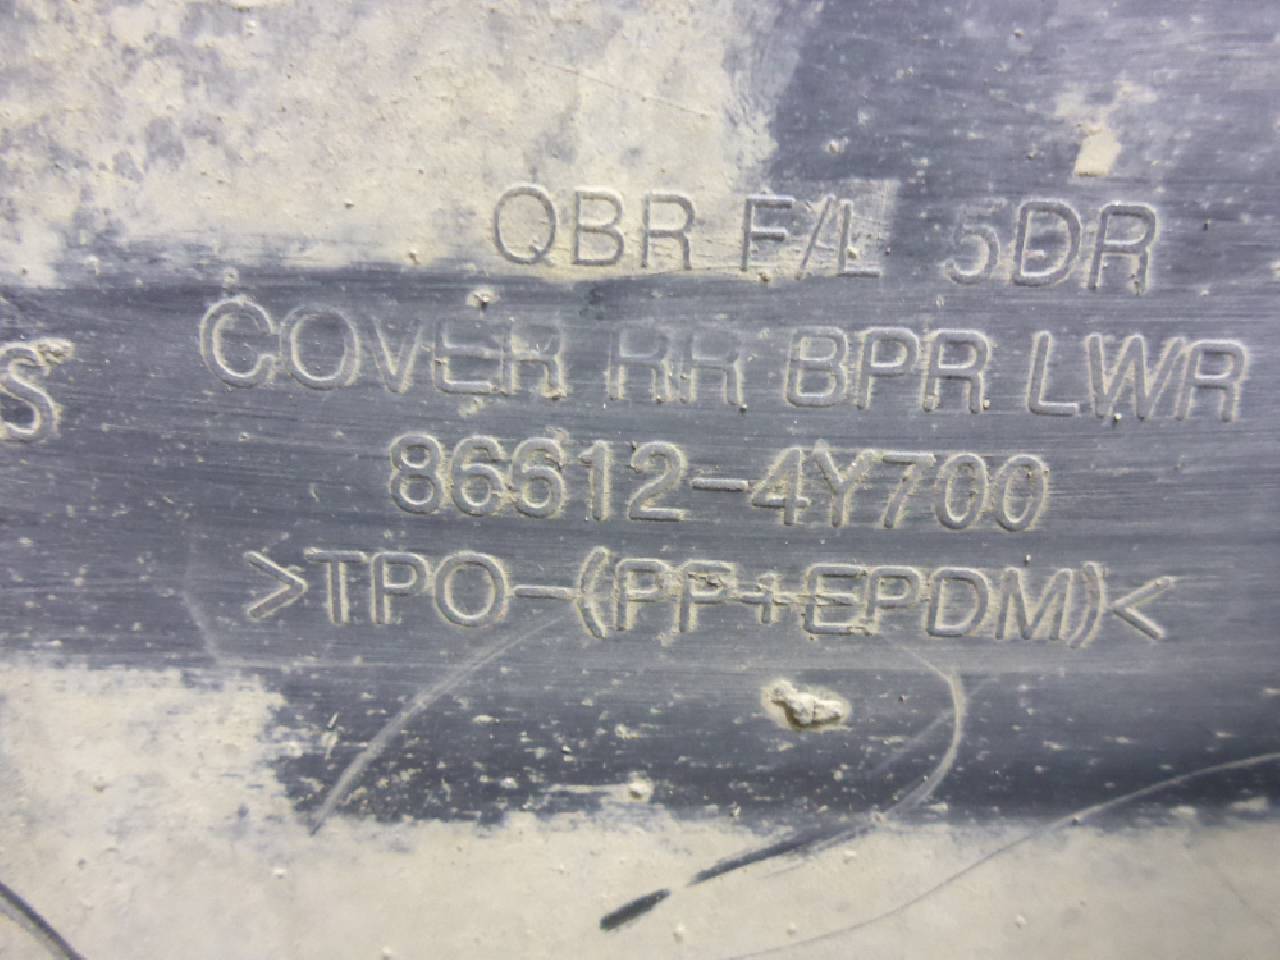 QBR F/L 5DR
S COVER RR BPR LWR
86612-4Y700
>TPO-(PP+EPDM)<